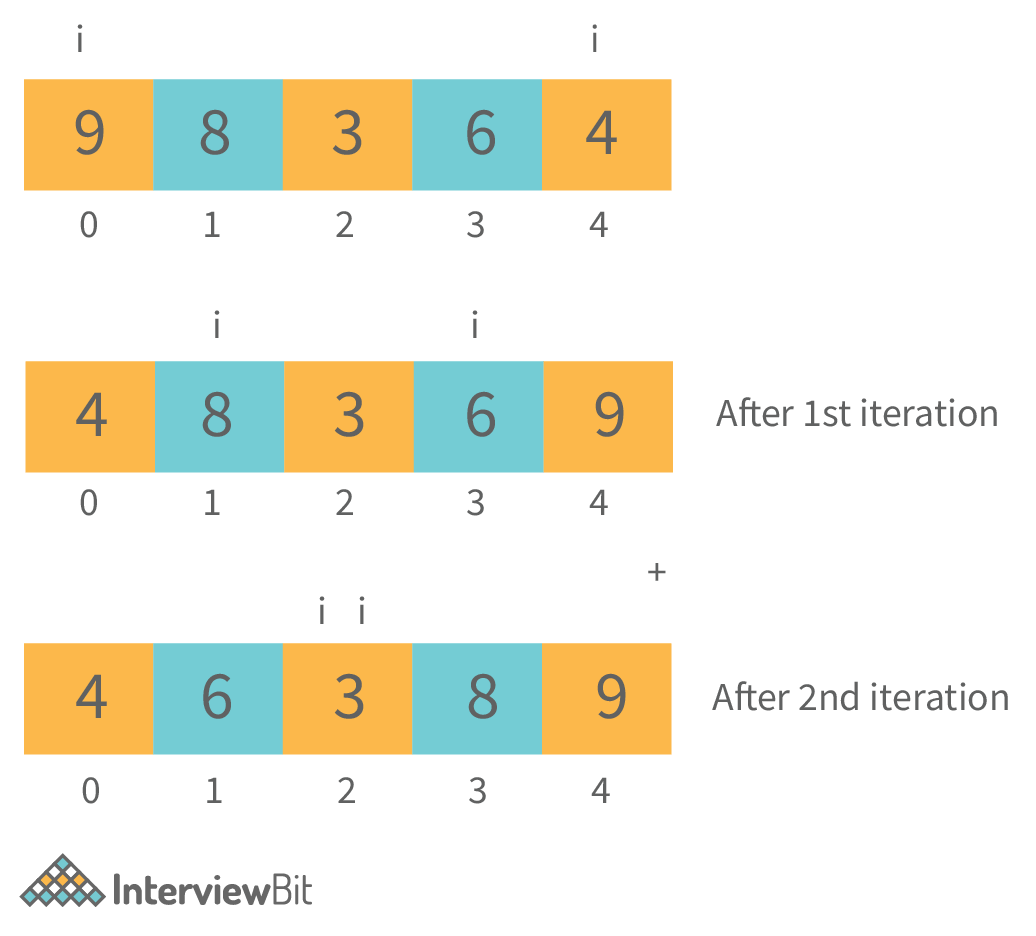 i i
9 8 3 6 4
0 1 2 3 4
i i
4 8 3 6 9 After 1st iteration
0 1 2 3 4
+
i i
4 6 3 8 9 After 2nd iteration
0 1 2 3 4
InterviewBit